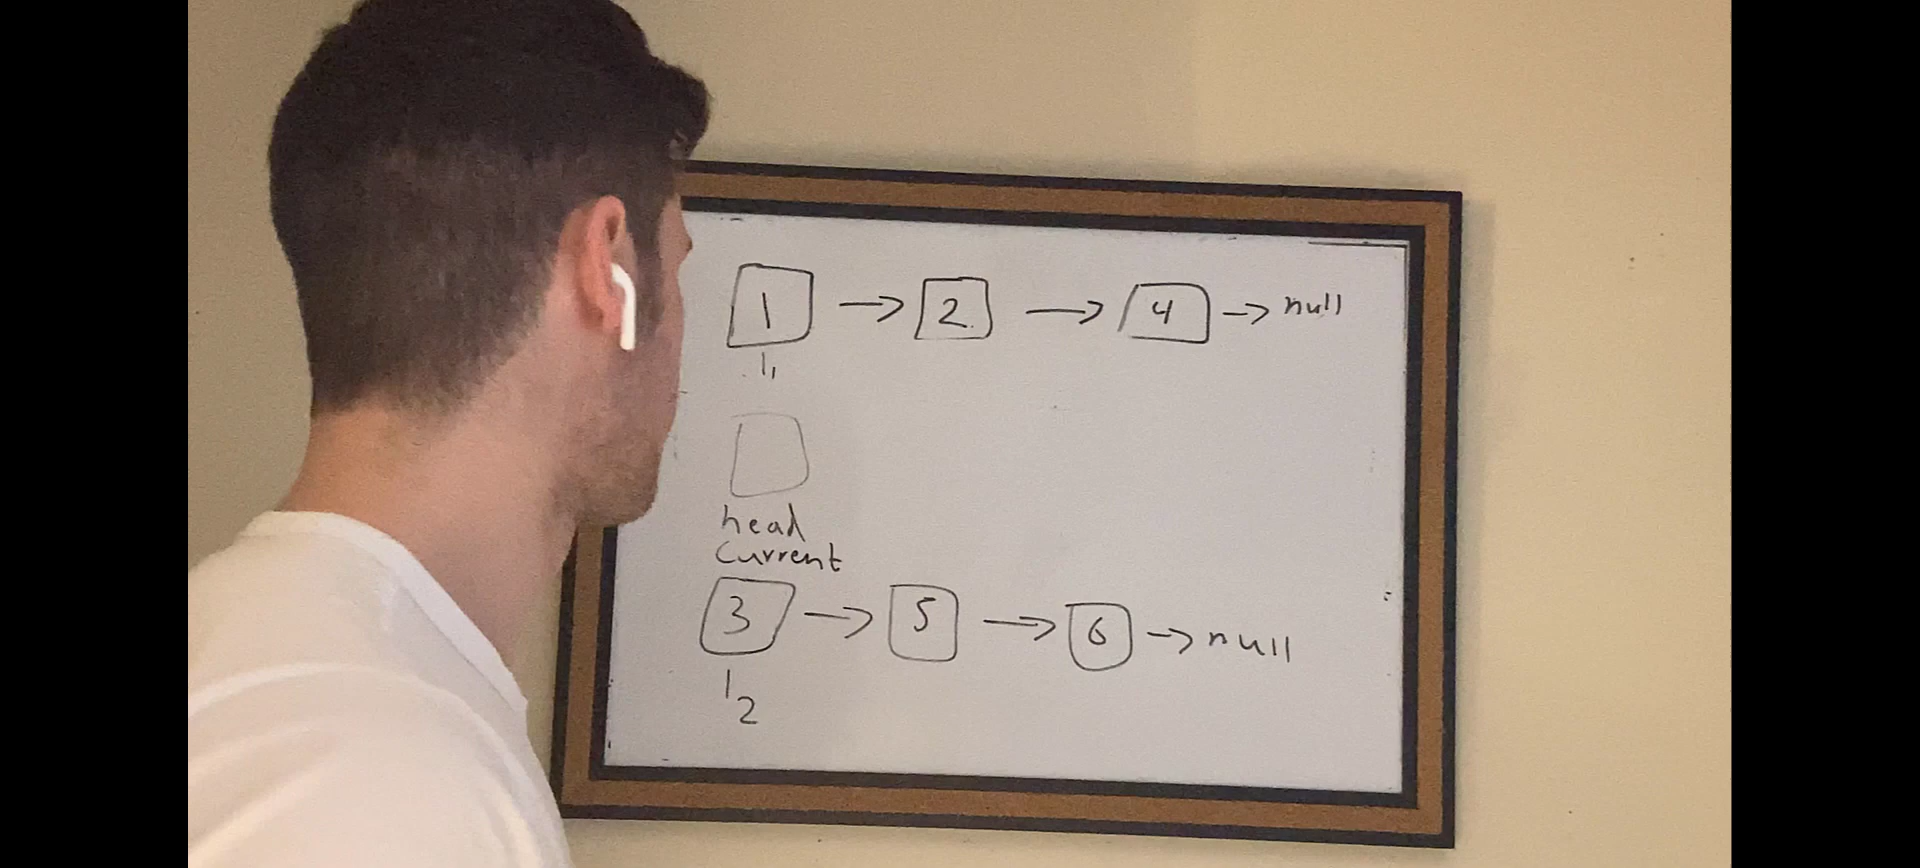 1 → 2 → 4 → null
l₁
head
current
3 → 5 → 6 → null
l₂